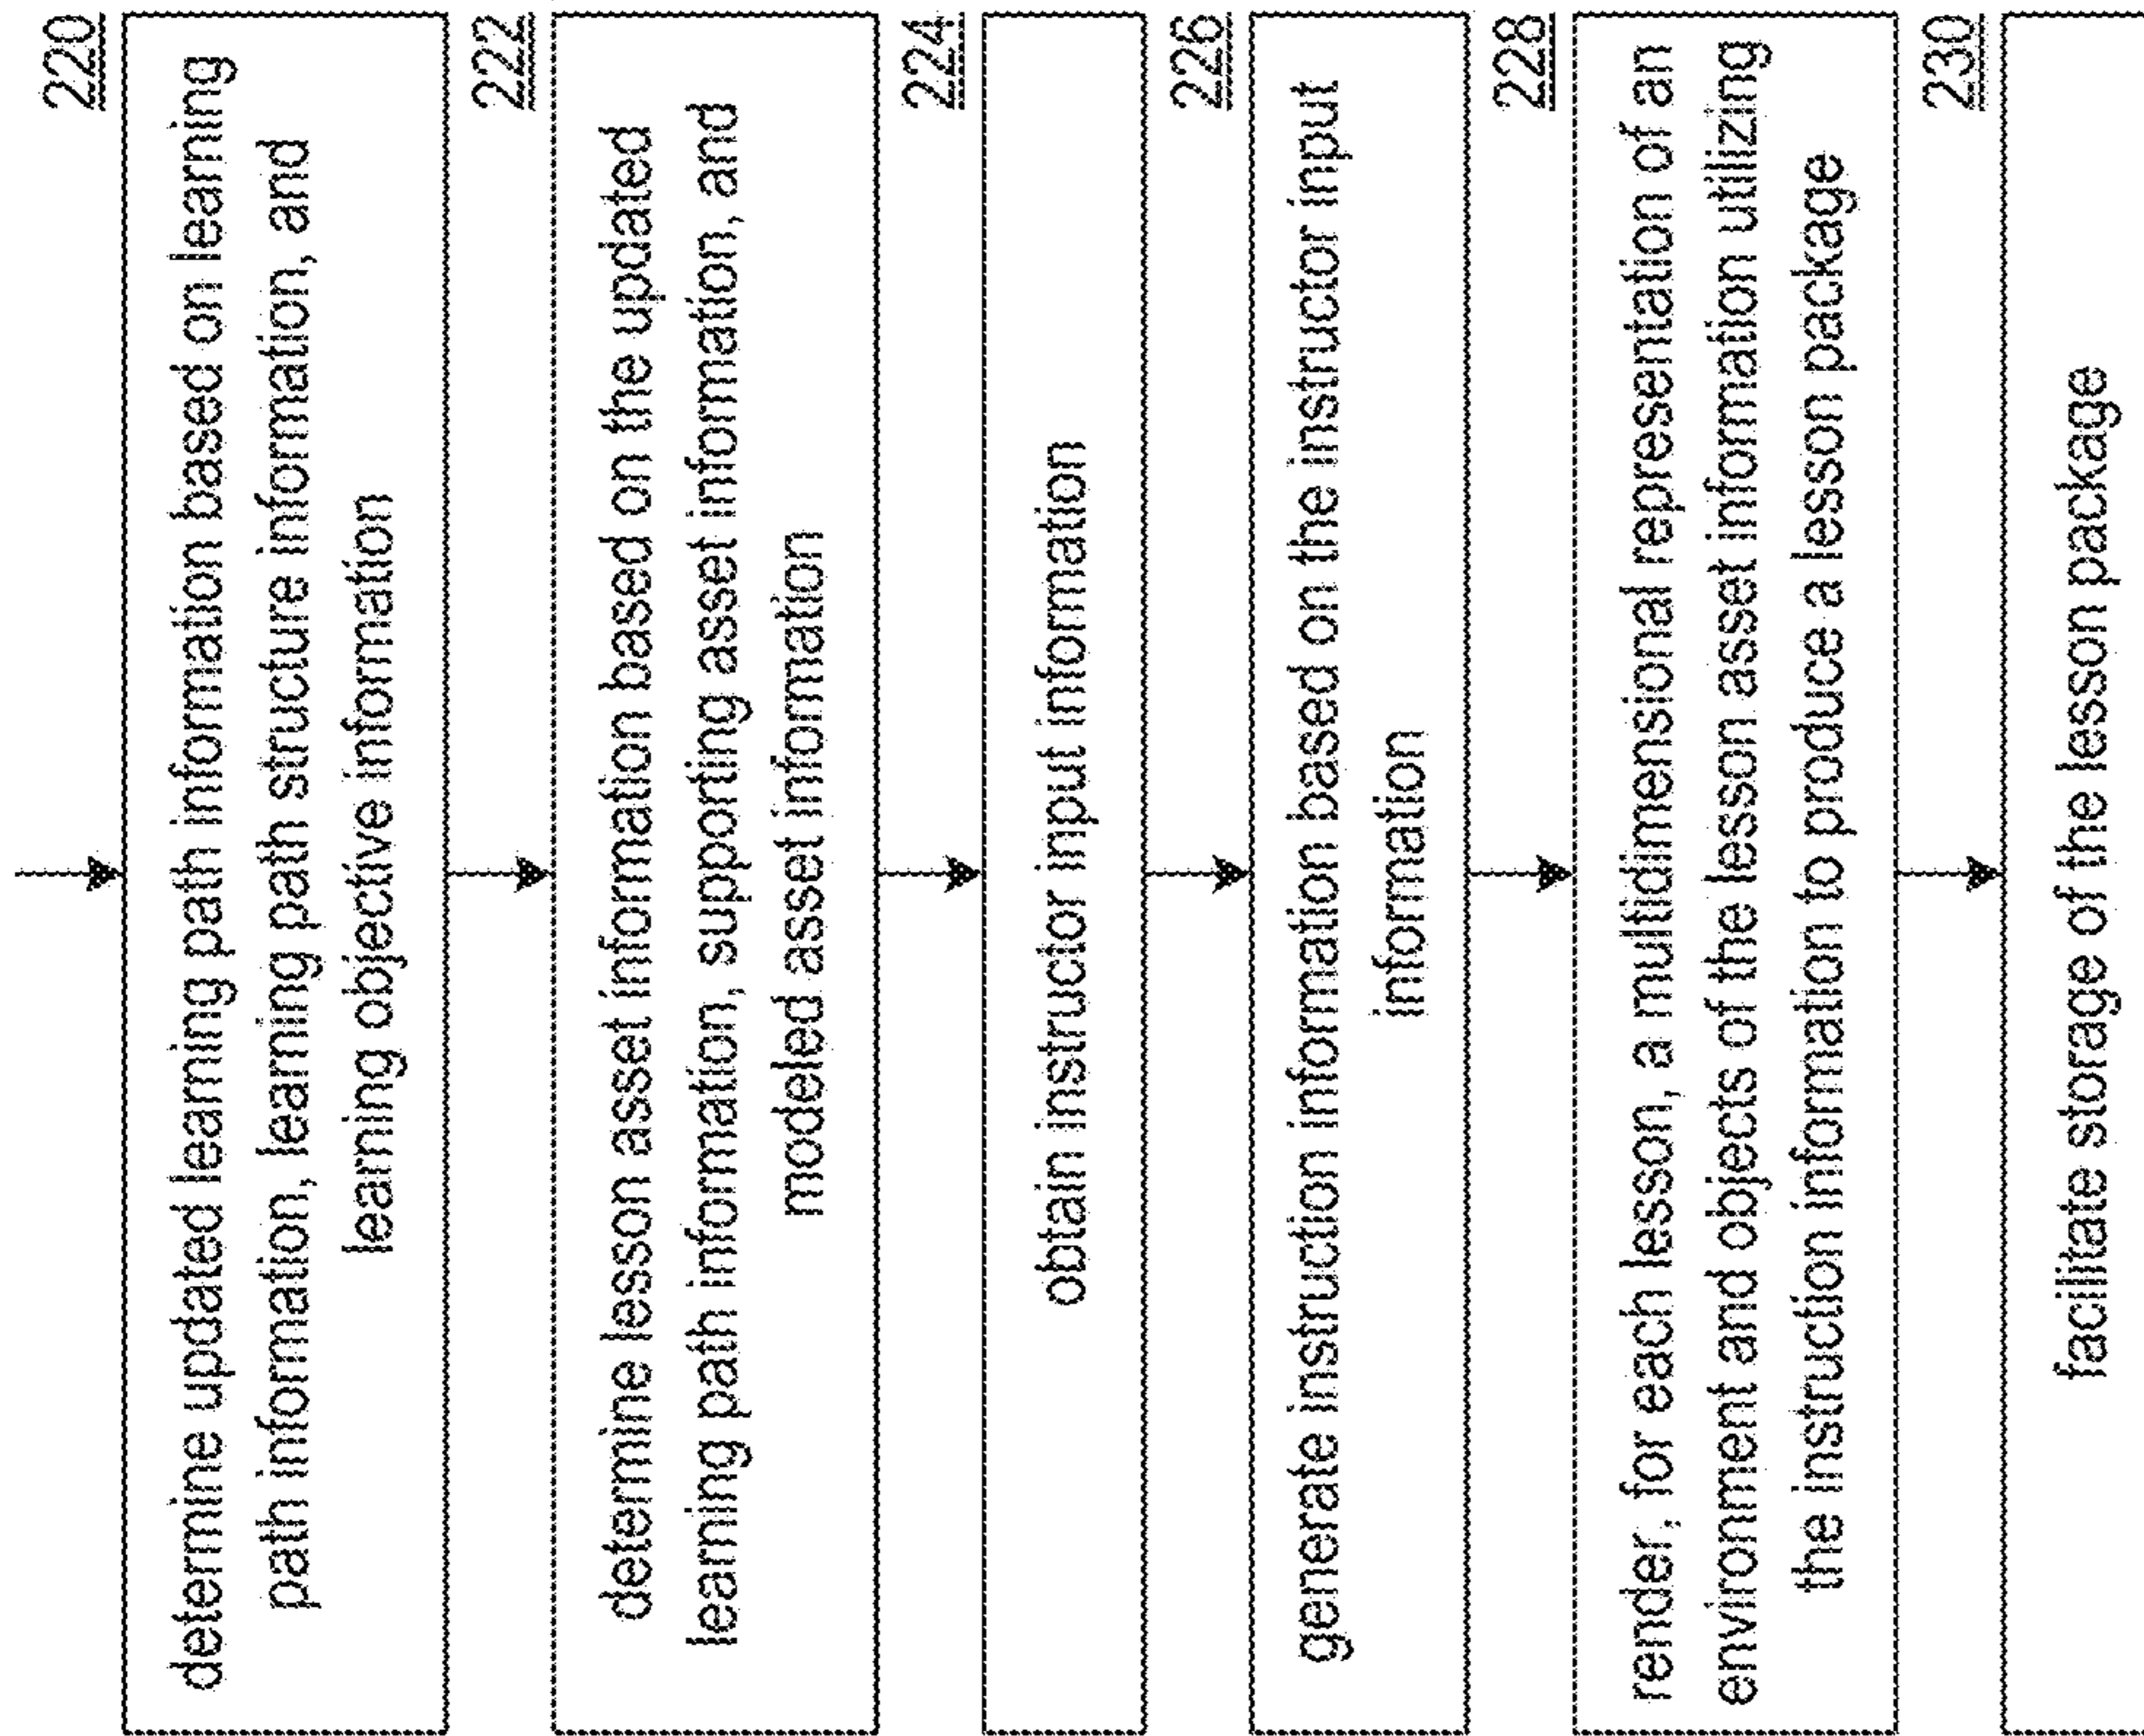 220
determine updated learning path information based on learning
path information, learning path structure information, and
learning objective information
222
determine lesson asset information based on the updated
learning path information, supporting asset information, and
modeled asset information
224
obtain instructor input information
226
generate instruction information based on the instructor input
information
228
render, for each lesson, a multidimensional representation of an
environment and objects of the lesson asset information utilizing
the instruction information to produce a lesson package
230
facilitate storage of the lesson package